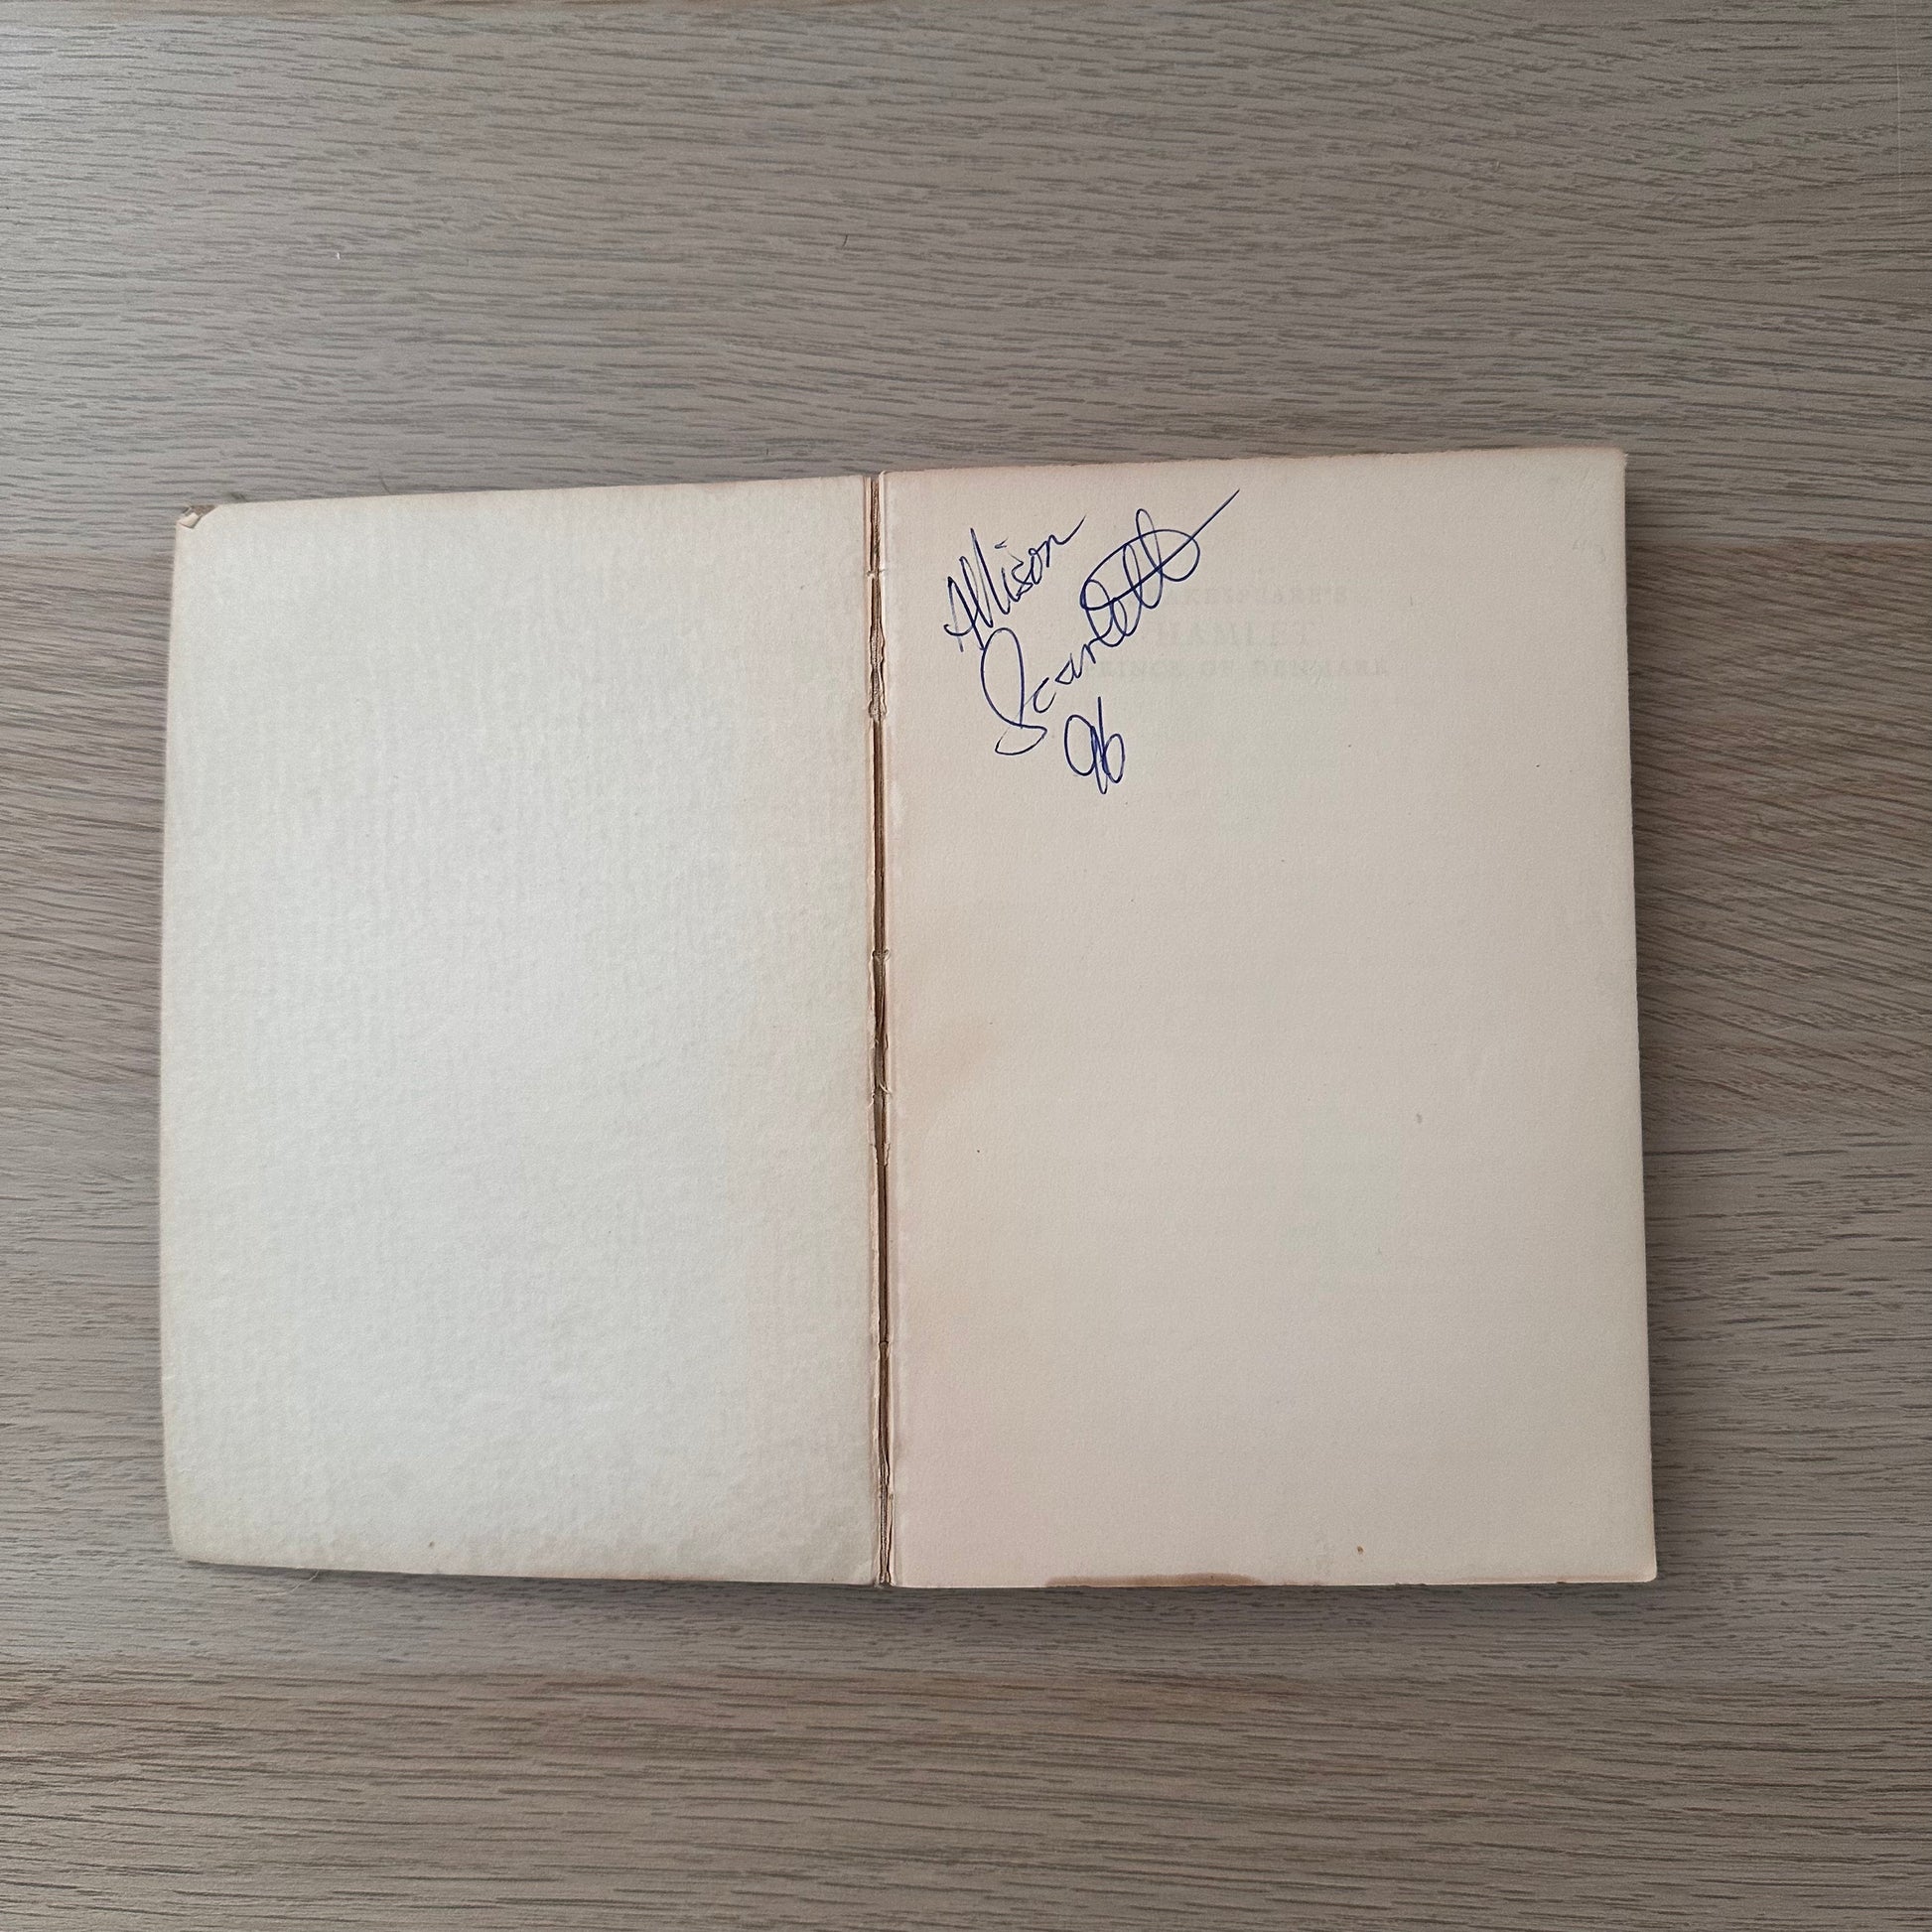 Allison
Scarlett
96
SHAKESPEARE'S
HAMLET
PRINCE OF DENMARK